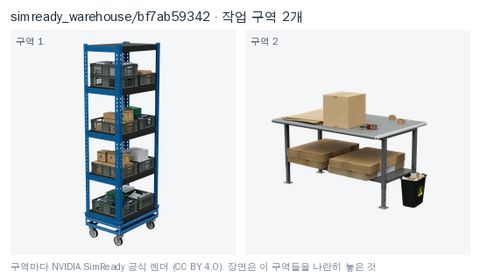 simready_warehouse/bf7ab59342 · 작업 구역 2개
구역 1
구역 2
구역마다 NVIDIA SimReady 공식 렌더 (CC BY 4.0). 장면은 이 구역들을 나란히 놓은 것